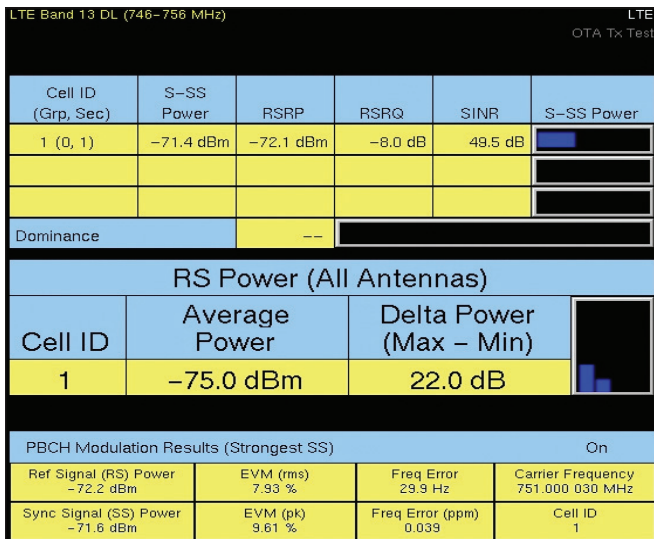 LTE Band 13 DL (746-756 MHz)
LTE
OTA Tx Test
Cell ID
(Grp, Sec)
S-SS
Power
RSRP
RSRQ
SINR
S-SS Power
1 (0, 1)
-71.4 dBm
-72.1 dBm
-8.0 dB
49.5 dB
Dominance
--
RS Power (All Antennas)
Cell ID
Average
Power
Delta Power
(Max - Min)
1
-75.0 dBm
22.0 dB
PBCH Modulation Results (Strongest SS)
On
Ref Signal (RS) Power
-72.2 dBm
EVM (rms)
7.93 %
Freq Error
29.9 Hz
Carrier Frequency
751.000 030 MHz
Sync Signal (SS) Power
-71.6 dBm
EVM (pk)
9.61 %
Freq Error (ppm)
0.039
Cell ID
1